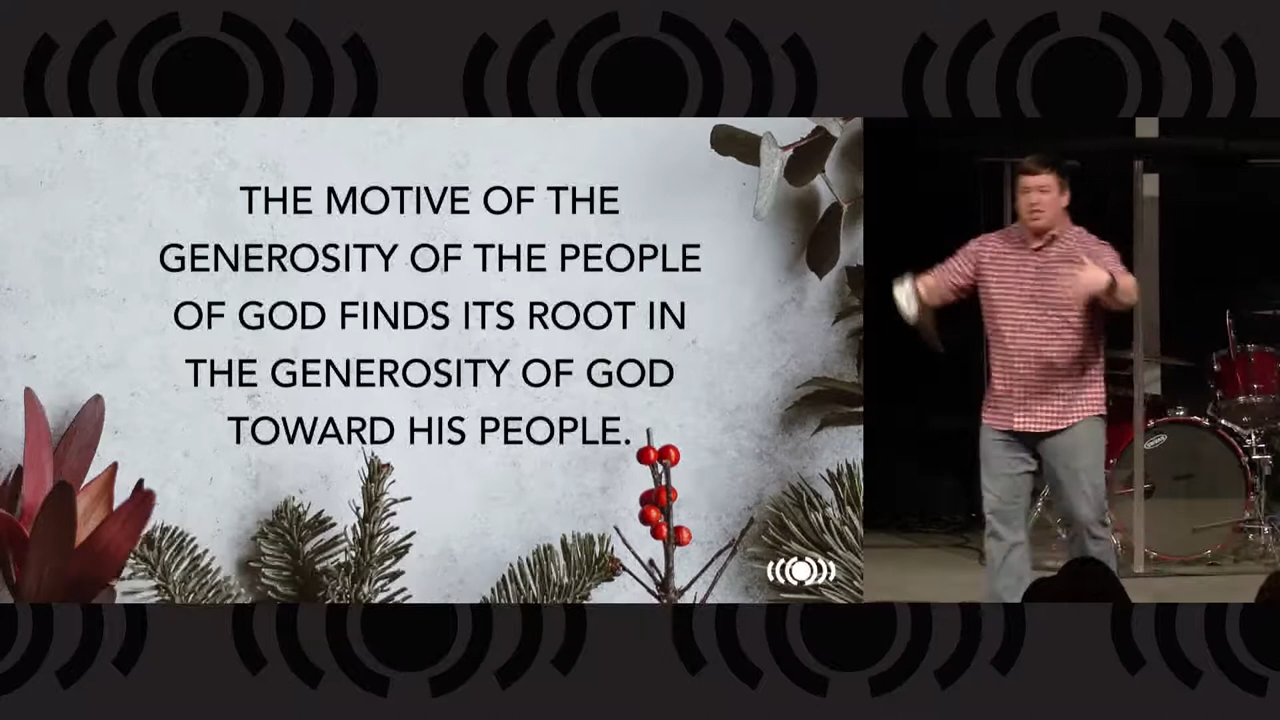 THE MOTIVE OF THE
GENEROSITY OF THE PEOPLE
OF GOD FINDS ITS ROOT IN
THE GENEROSITY OF GOD
TOWARD HIS PEOPLE.